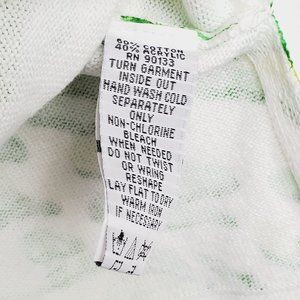 60% COTTON
40% ACRYLIC
RN 90133
TURN GARMENT
INSIDE OUT
HAND WASH COLD
SEPARATELY
ONLY
NON-CHLORINE
BLEACH
WHEN NEEDED
DO NOT TWIST
OR WRING
RESHAPE
LAY FLAT TO DRY
WARM IRON
IF NECESSARY